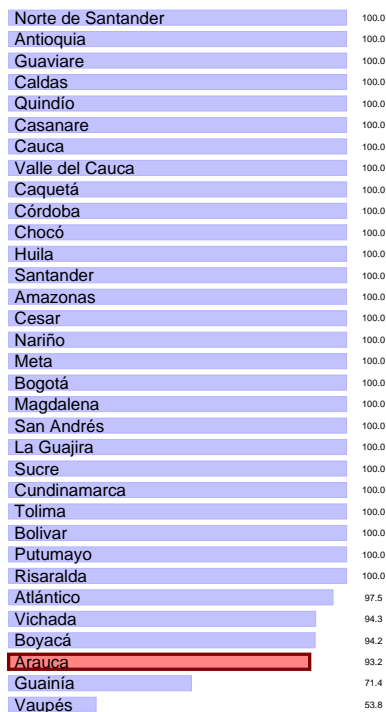 Norte de Santander 100.0
Antioquia 100.0
Guaviare 100.0
Caldas 100.0
Quindío 100.0
Casanare 100.0
Cauca 100.0
Valle del Cauca 100.0
Caquetá 100.0
Córdoba 100.0
Chocó 100.0
Huila 100.0
Santander 100.0
Amazonas 100.0
Cesar 100.0
Nariño 100.0
Meta 100.0
Bogotá 100.0
Magdalena 100.0
San Andrés 100.0
La Guajira 100.0
Sucre 100.0
Cundinamarca 100.0
Tolima 100.0
Bolivar 100.0
Putumayo 100.0
Risaralda 100.0
Atlántico 97.5
Vichada 94.3
Boyacá 94.2
Arauca 93.2
Guainía 71.4
Vaupés 53.8